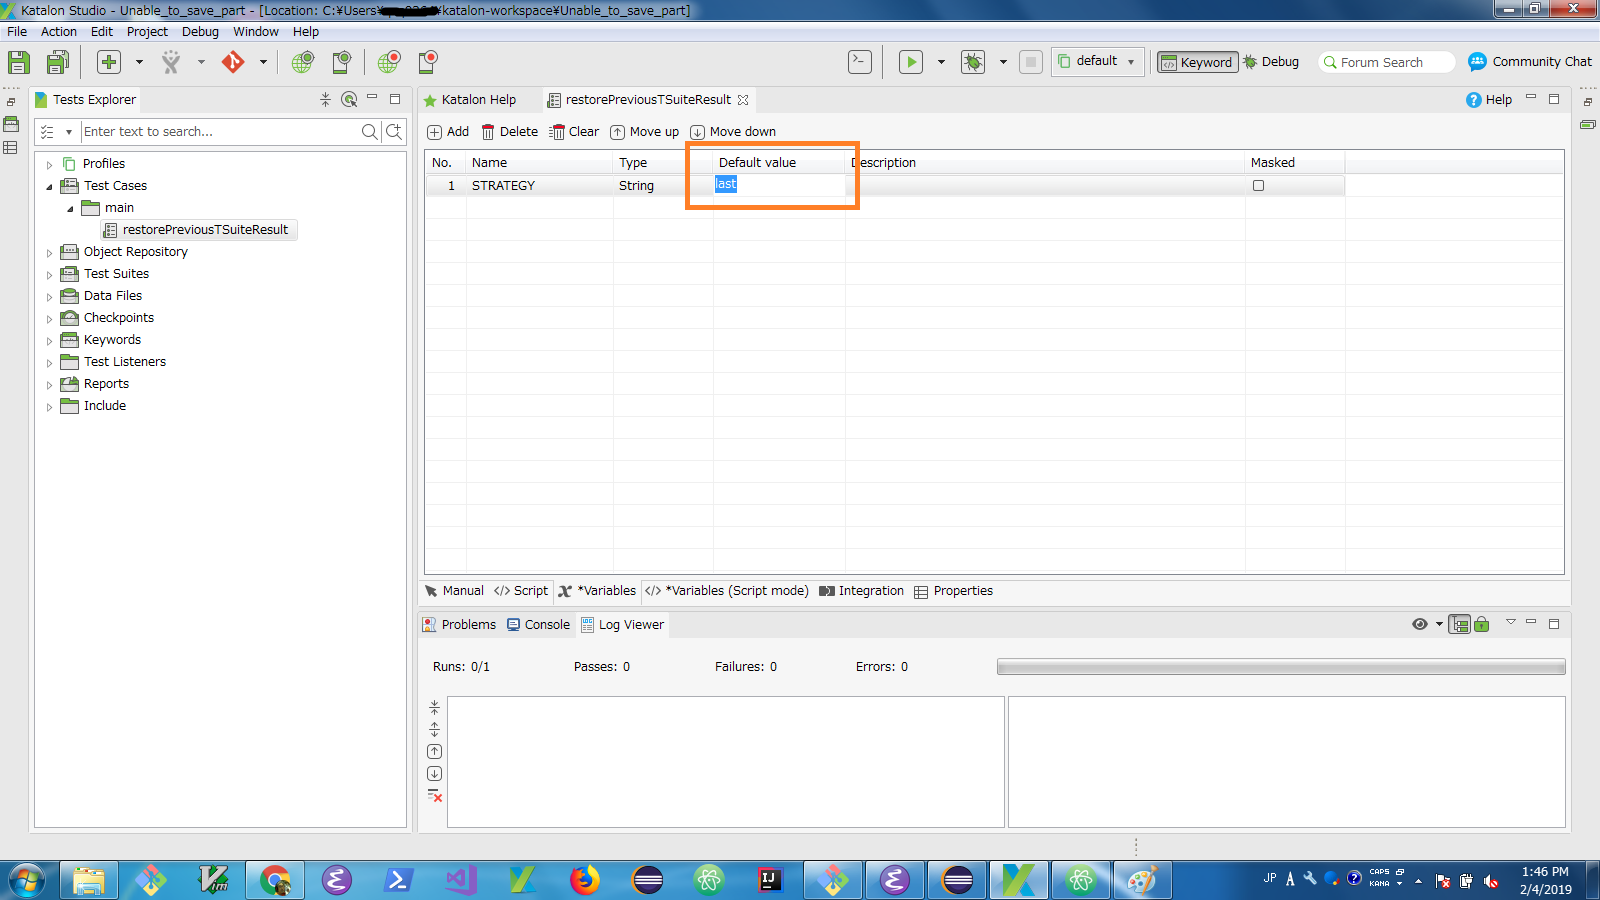 Katalon Studio - Unable_to_save_part - [Location: C:¥Users¥ ¥katalon-workspace¥Unable_to_save_part]
File Action Edit Project Debug Window Help
default Keyword Debug Forum Search Community Chat
Tests Explorer
Katalon Help restorePreviousTSuiteResult Help
Enter text to search...
Add Delete Clear Move up Move down
No. Name Type Default value Description Masked
1 STRATEGY String last
Profiles
Test Cases
main
restorePreviousTSuiteResult
Object Repository
Test Suites
Data Files
Checkpoints
Keywords
Test Listeners
Reports
Include
Manual </> Script *Variables </> *Variables (Script mode) Integration Properties
Problems Console Log Viewer
Runs: 0/1 Passes: 0 Failures: 0 Errors: 0
JP A CAPS
KANA
1:46 PM
2/4/2019